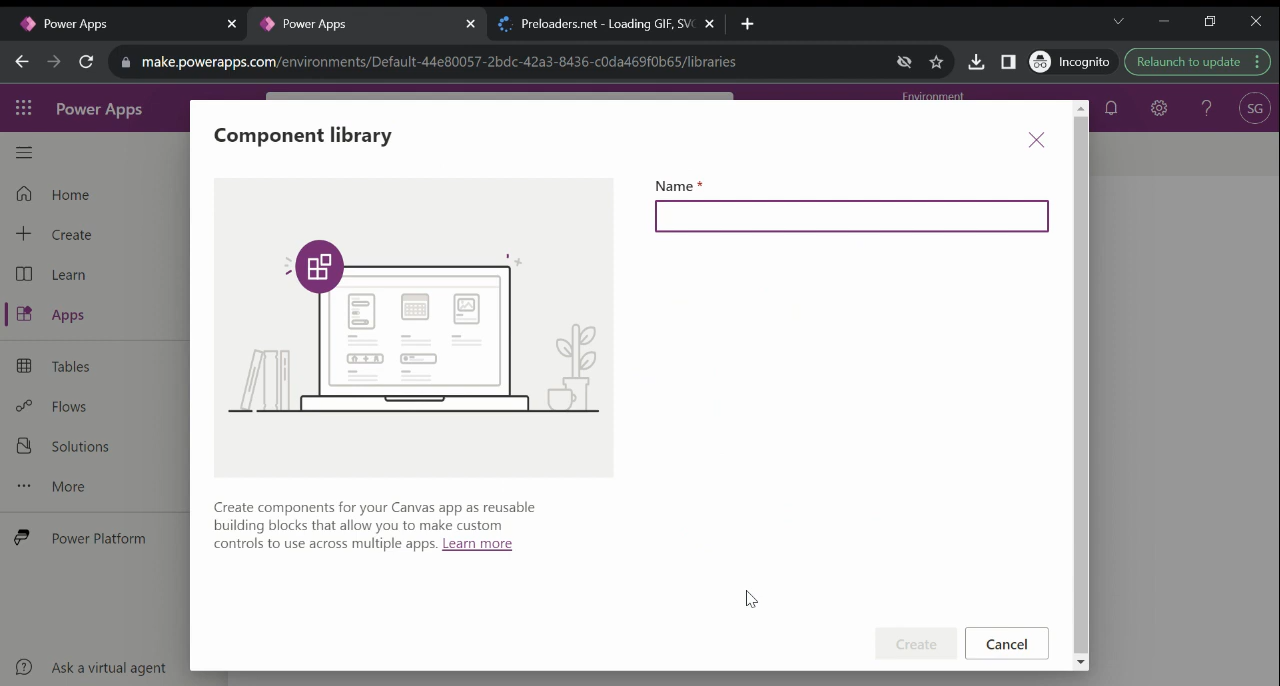 Power Apps
Power Apps
Preloaders.net - Loading GIF, SV
make.powerapps.com/environments/Default-44e80057-2bdc-42a3-8436-c0da469f0b65/libraries
Incognito
Relaunch to update
Power Apps
Environment
SG
Home
Create
Learn
Apps
Tables
Flows
Solutions
More
Power Platform
Ask a virtual agent
Component library
Name *
Create components for your Canvas app as reusable
building blocks that allow you to make custom
controls to use across multiple apps. Learn more
Create
Cancel